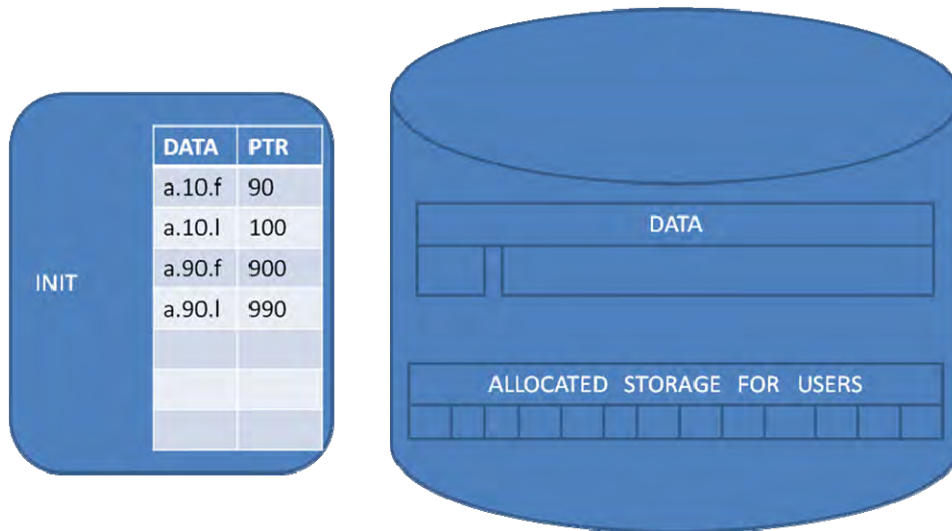 INIT
DATA PTR
a.10.f 90
a.10.l 100
a.90.f 900
a.90.l 990
DATA
ALLOCATED STORAGE FOR USERS